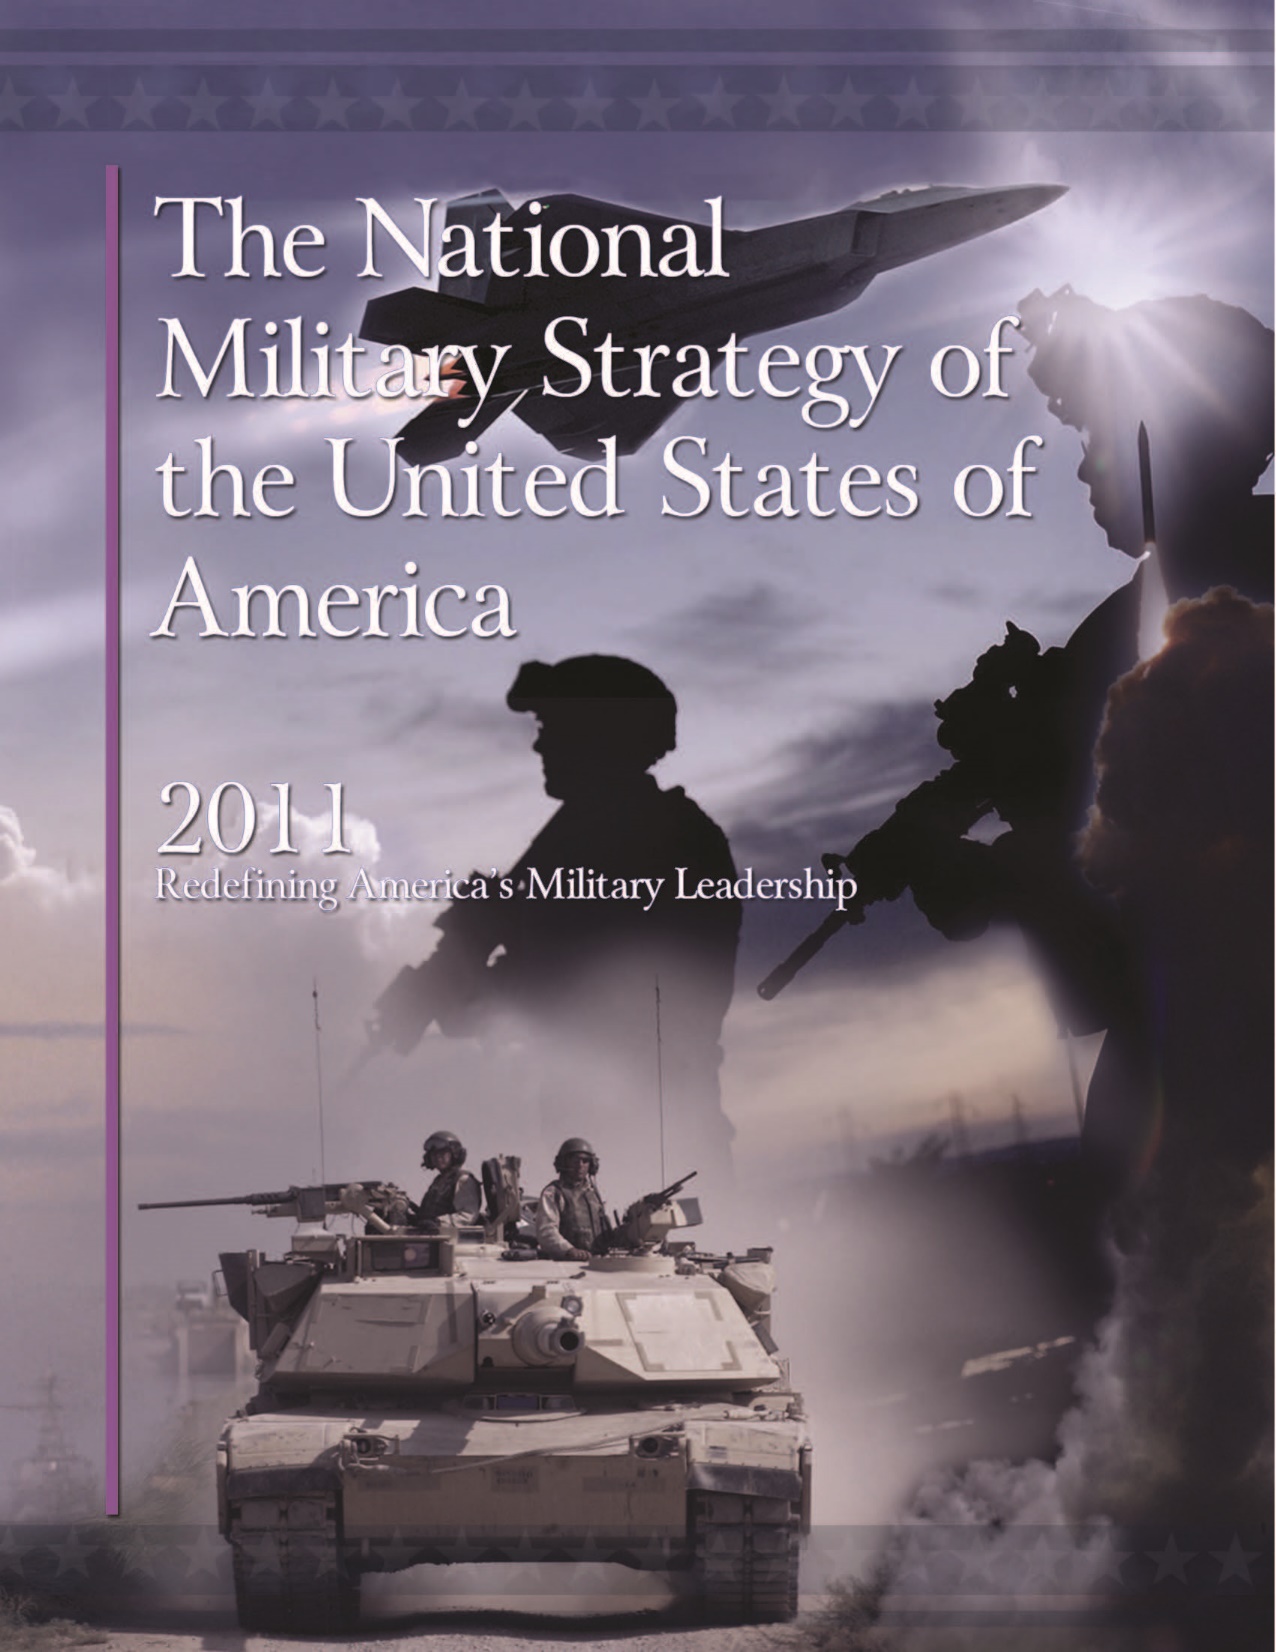 The National
Military Strategy of
the United States of
America
2011
Redefining America's Military Leadership